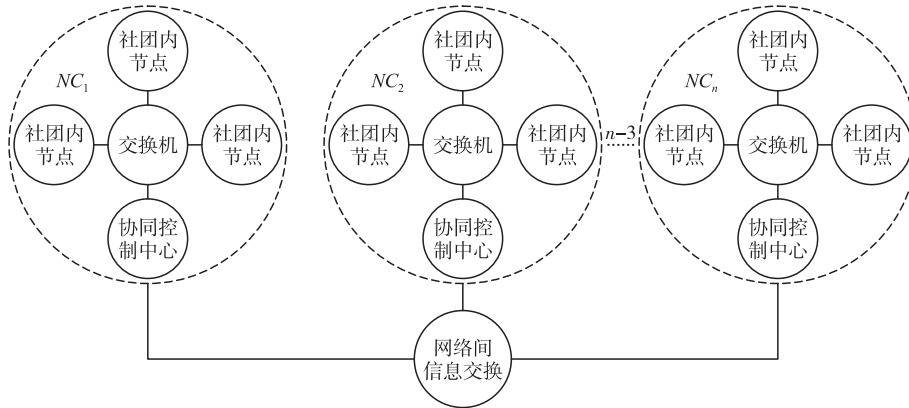 社团内
节点
NC1
社团内
节点
交换机
社团内
节点
协同控
制中心
社团内
节点
NC2
社团内
节点
交换机
社团内
节点
协同控
制中心
n-3
社团内
节点
NCn
社团内
节点
交换机
社团内
节点
协同控
制中心
网络间
信息交换